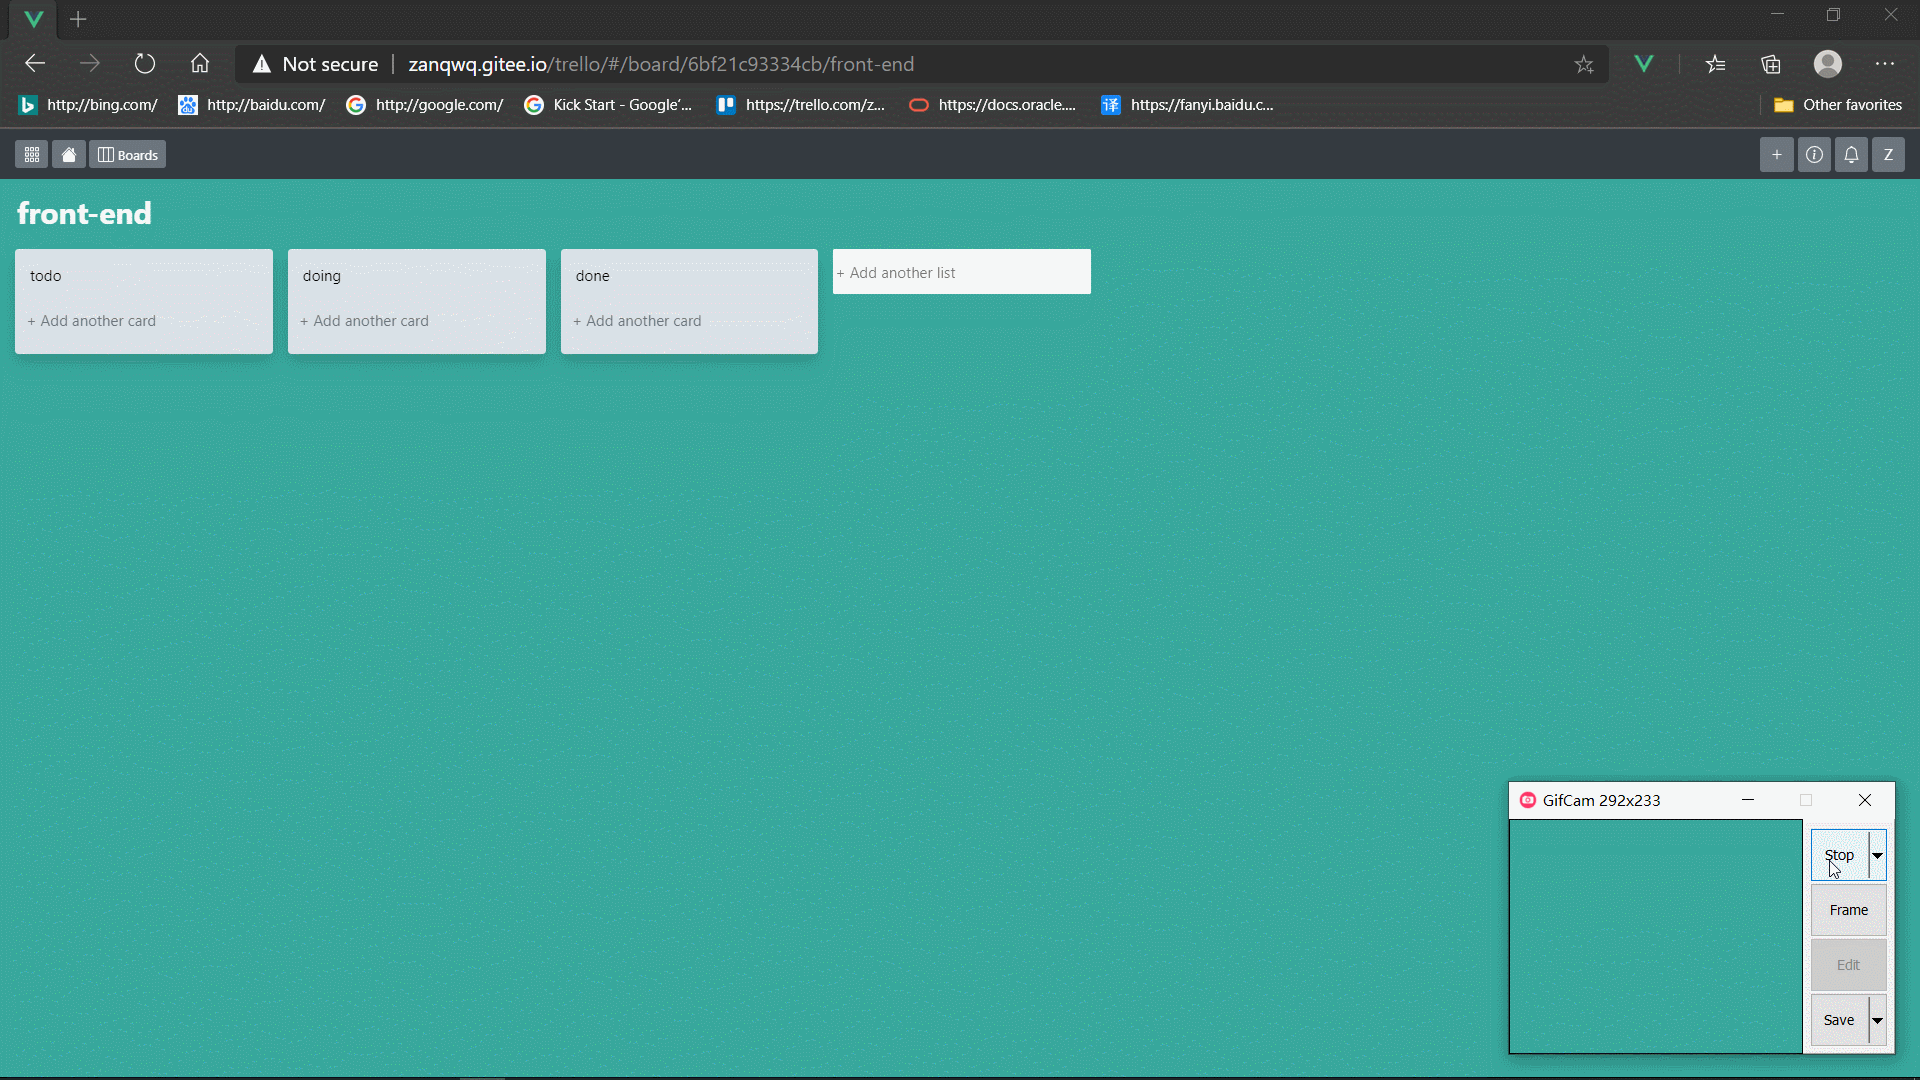 Not secure zanqwq.gitee.io/trello/#/board/6bf21c93334cb/front-end
http://bing.com/ http://baidu.com/ http://google.com/ Kick Start - Google'... https://trello.com/z... https://docs.oracle.... 译 https://fanyi.baidu.c... Other favorites
Boards + Z
front-end
todo doing done + Add another list
+ Add another card + Add another card + Add another card
GifCam 292x233
Stop
Frame
Edit
Save